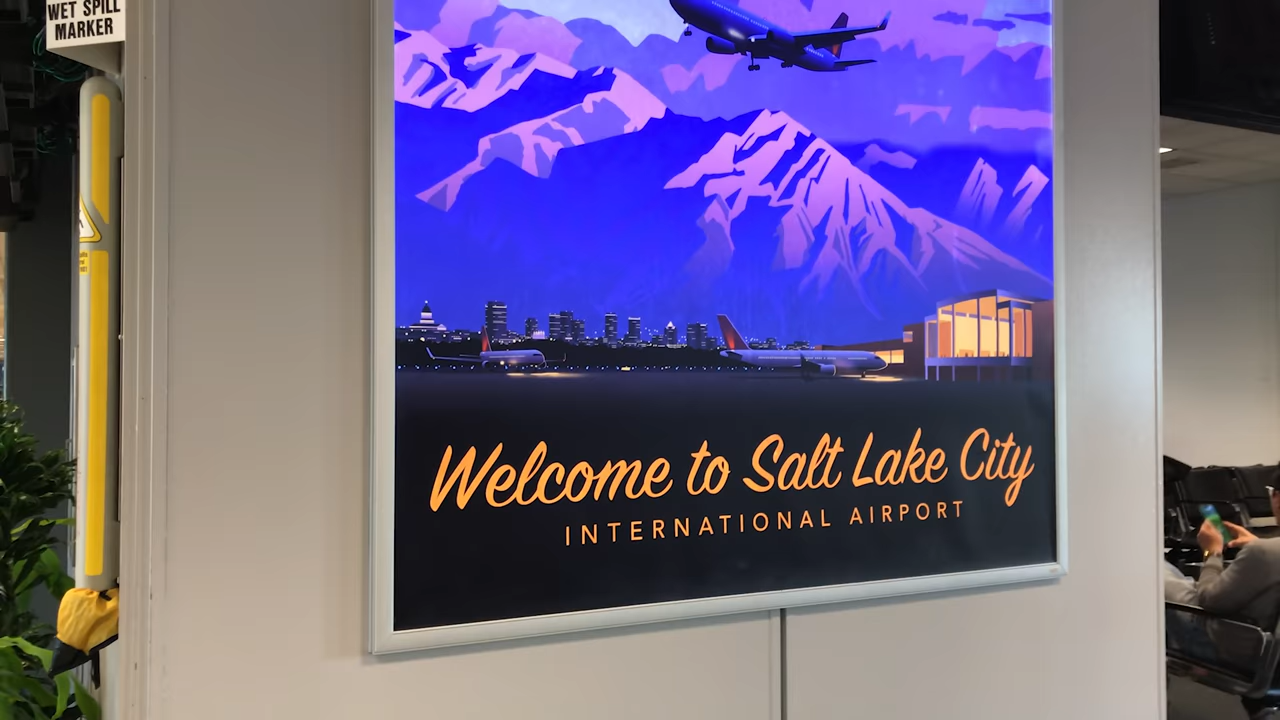 WET SPILL
MARKER
Welcome to Salt Lake City
INTERNATIONAL AIRPORT